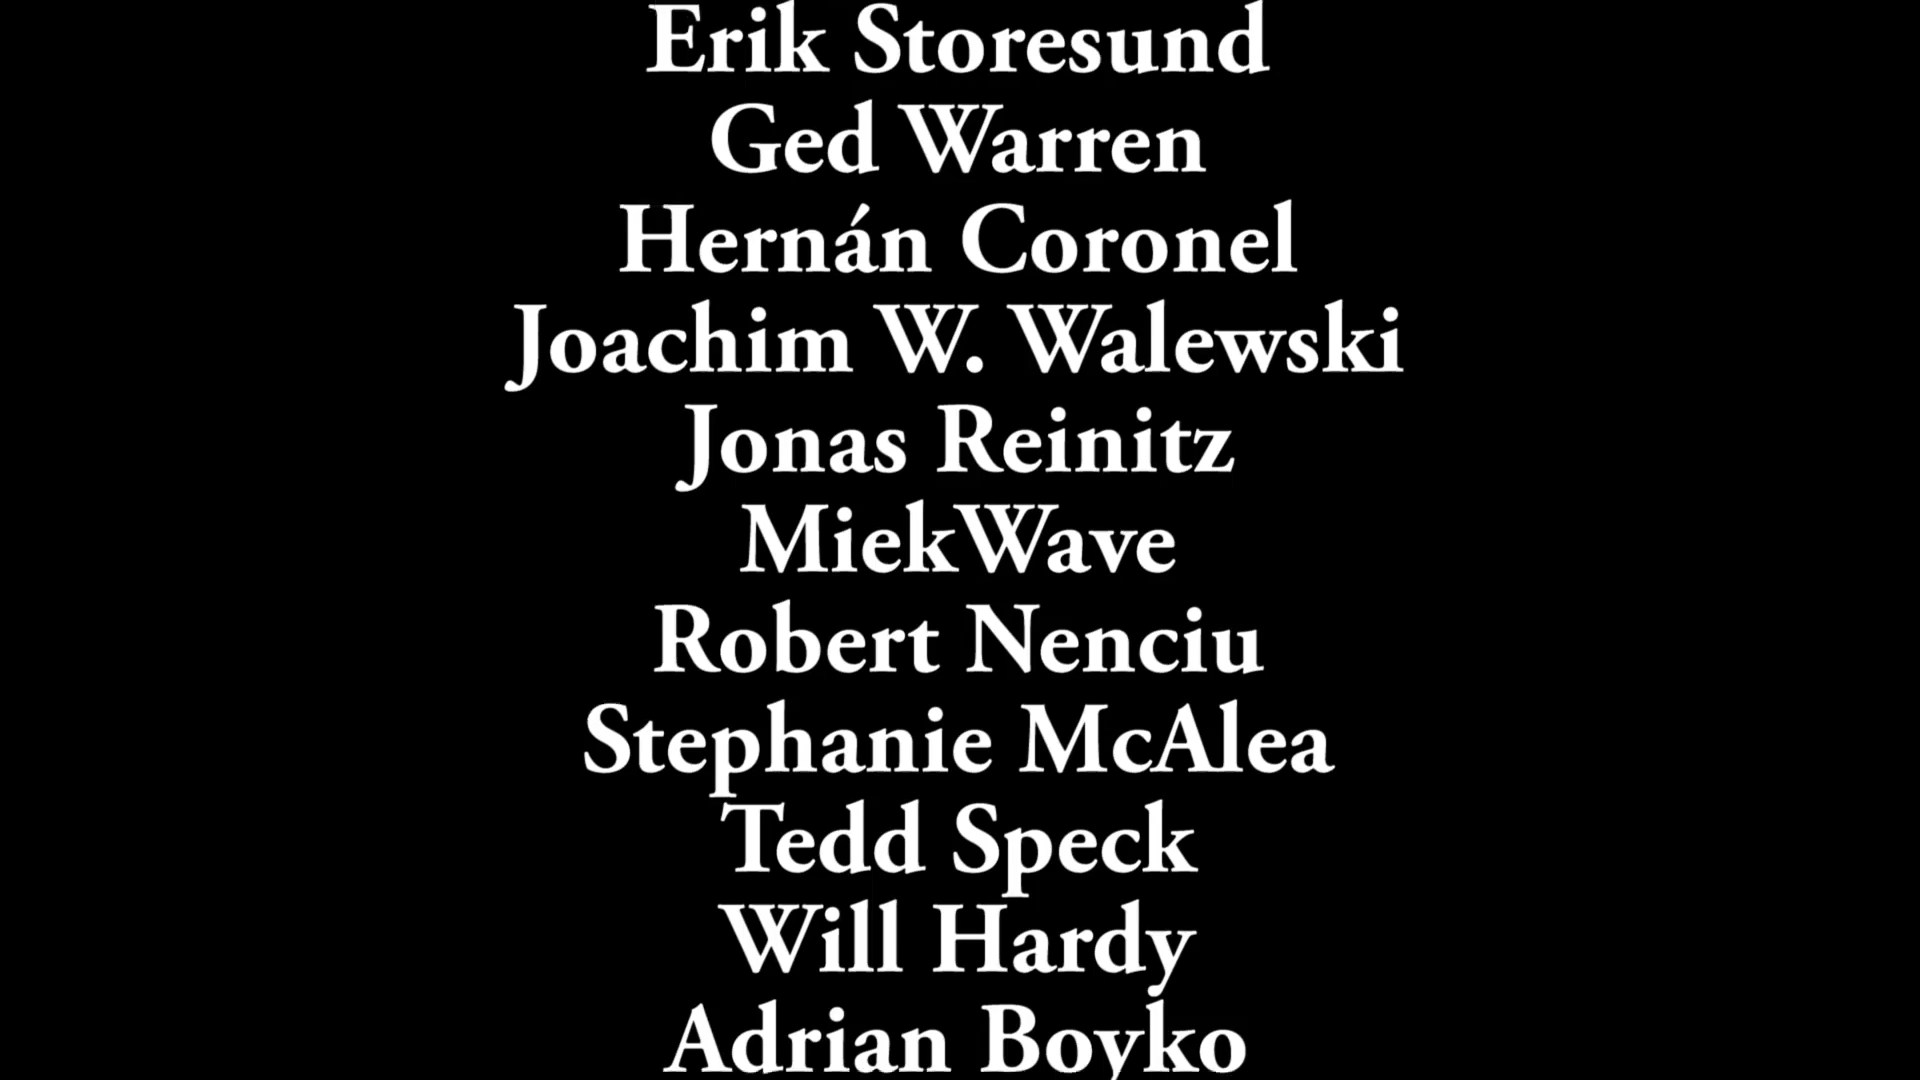 Erik Storesund
Ged Warren
Hernán Coronel
Joachim W. Walewski
Jonas Reinitz
MiekWave
Robert Nenciu
Stephanie McAlea
Tedd Speck
Will Hardy
Adrian Boyko